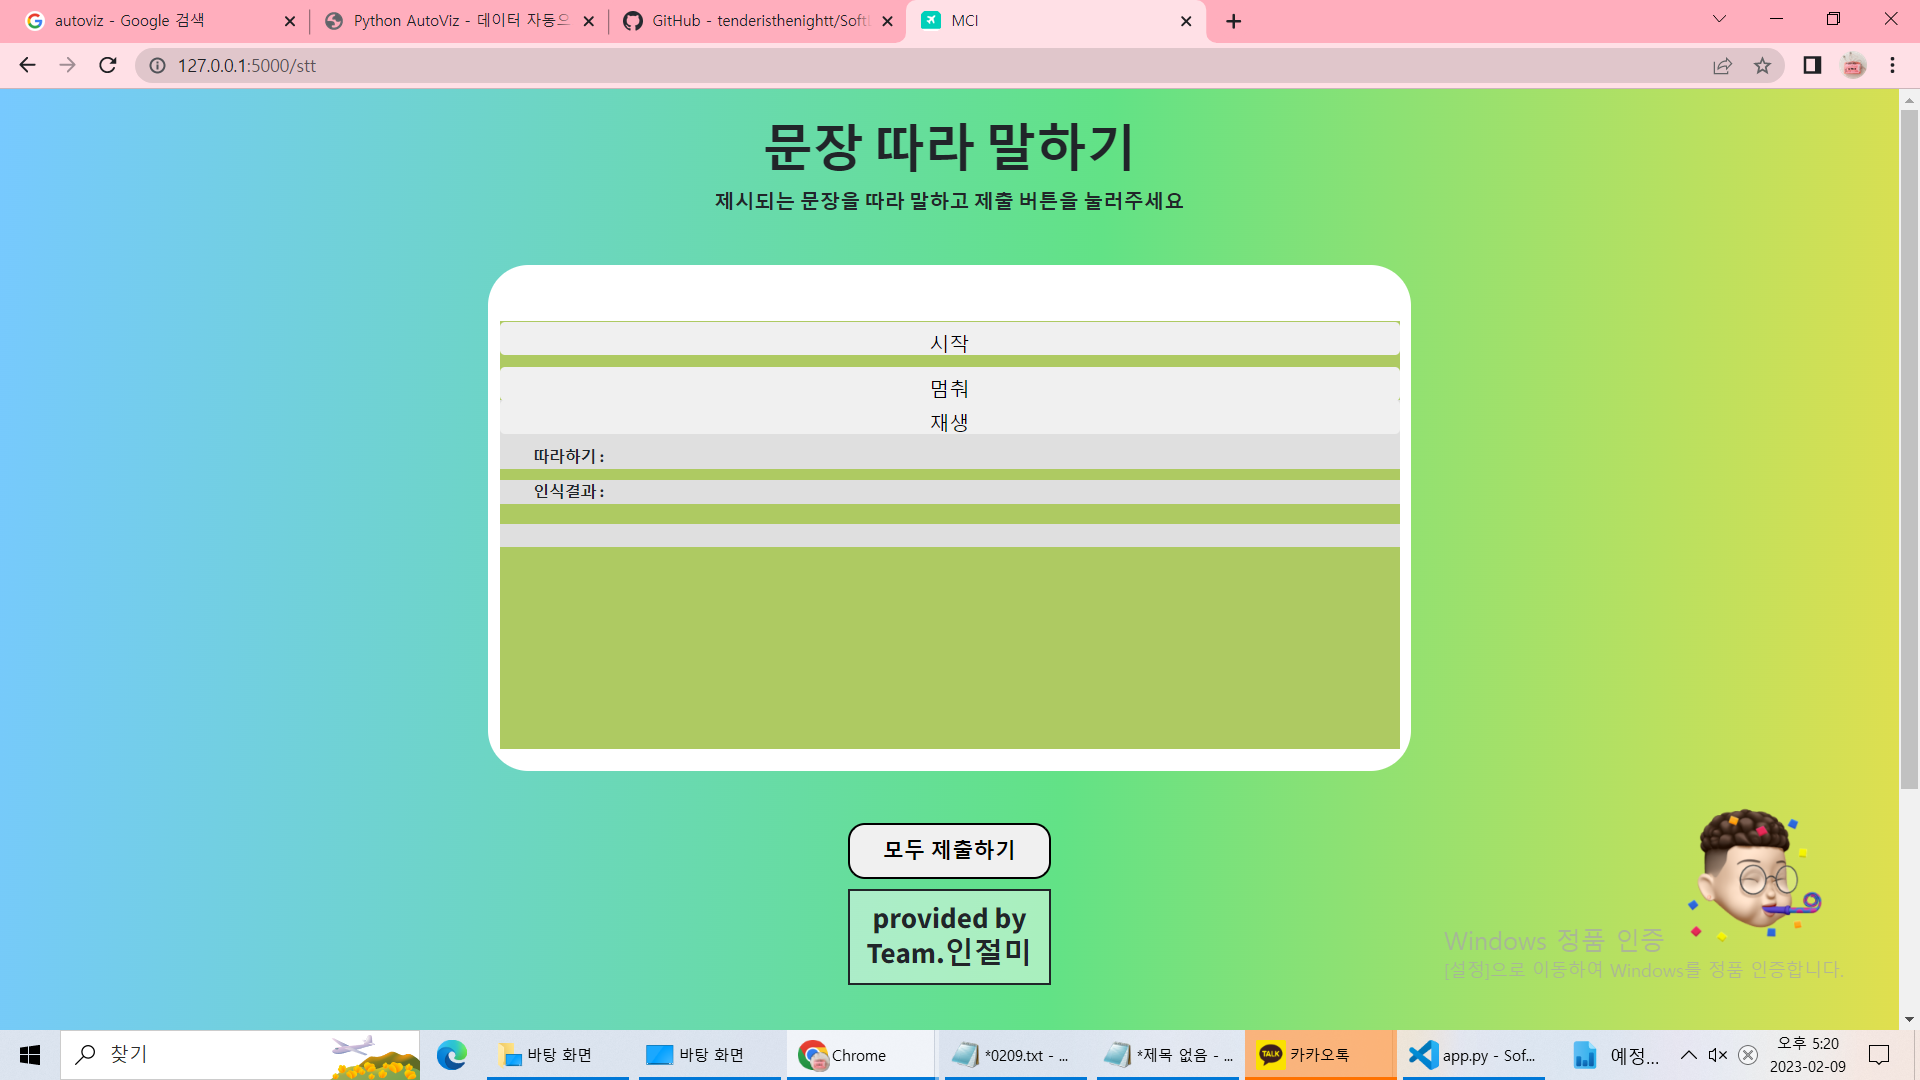 autoviz - Google 검색
Python AutoViz - 데이터 자동으
GitHub - tenderisthenightt/Soft
MCI
127.0.0.1:5000/stt
문장 따라 말하기
제시되는 문장을 따라 말하고 제출 버튼을 눌러주세요
시작
멈춰
재생
따라하기 :
인식결과 :
모두 제출하기
provided by
Team.인절미
Windows 정품 인증
[설정]으로 이동하여 Windows를 정품 인증합니다.
찾기
바탕 화면
바탕 화면
Chrome
*0209.txt - ...
*제목 없음 - ...
TALK
카카오톡
app.py - Sof...
예정...
오후 5:20
2023-02-09